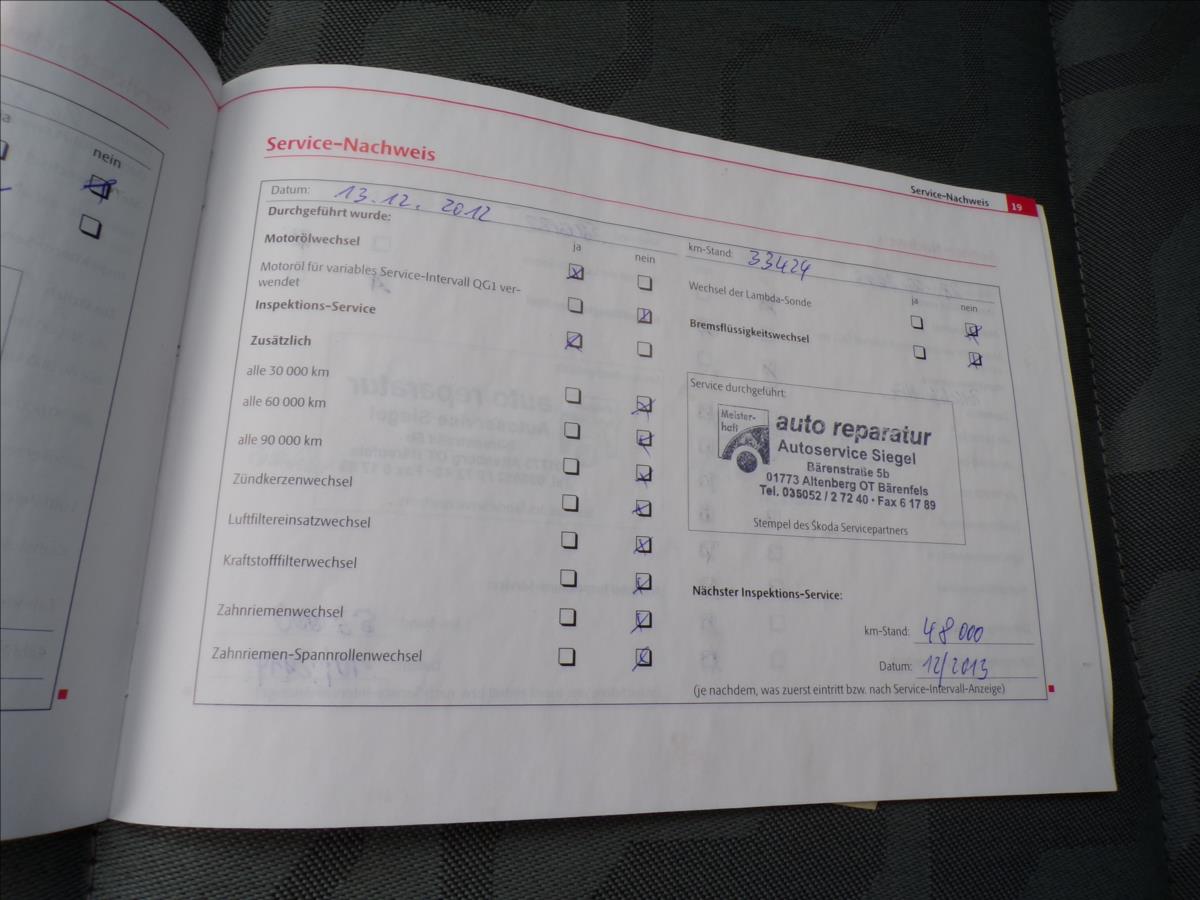 nein
Service-Nachweis
Service-Nachweis 19
Datum: 13.12. 2012
Durchgeführt wurde:
ja nein
Motorölwechsel
Motoröl für variables Service-Intervall QG1 ver-
wendet
Inspektions-Service
Zusätzlich
alle 30 000 km
alle 60 000 km
alle 90 000 km
Zündkerzenwechsel
Luftfiltereinsatzwechsel
Kraftstofffilterwechsel
Zahnriemenwechsel
Zahnriemen-Spannrollenwechsel
km-Stand: 33424
ja nein
Wechsel der Lambda-Sonde
Bremsflüssigkeitswechsel
Service durchgeführt:
Meister-
haft
auto reparatur
Autoservice Siegel
Bärenstraße 5b
01773 Altenberg OT Bärenfels
Tel. 035052 / 2 72 40 · Fax 6 17 89
Stempel des Škoda Servicepartners
Nächster Inspektions-Service:
km-Stand: 48 000
Datum: 12/2013
(je nachdem, was zuerst eintritt bzw. nach Service-Intervall-Anzeige)